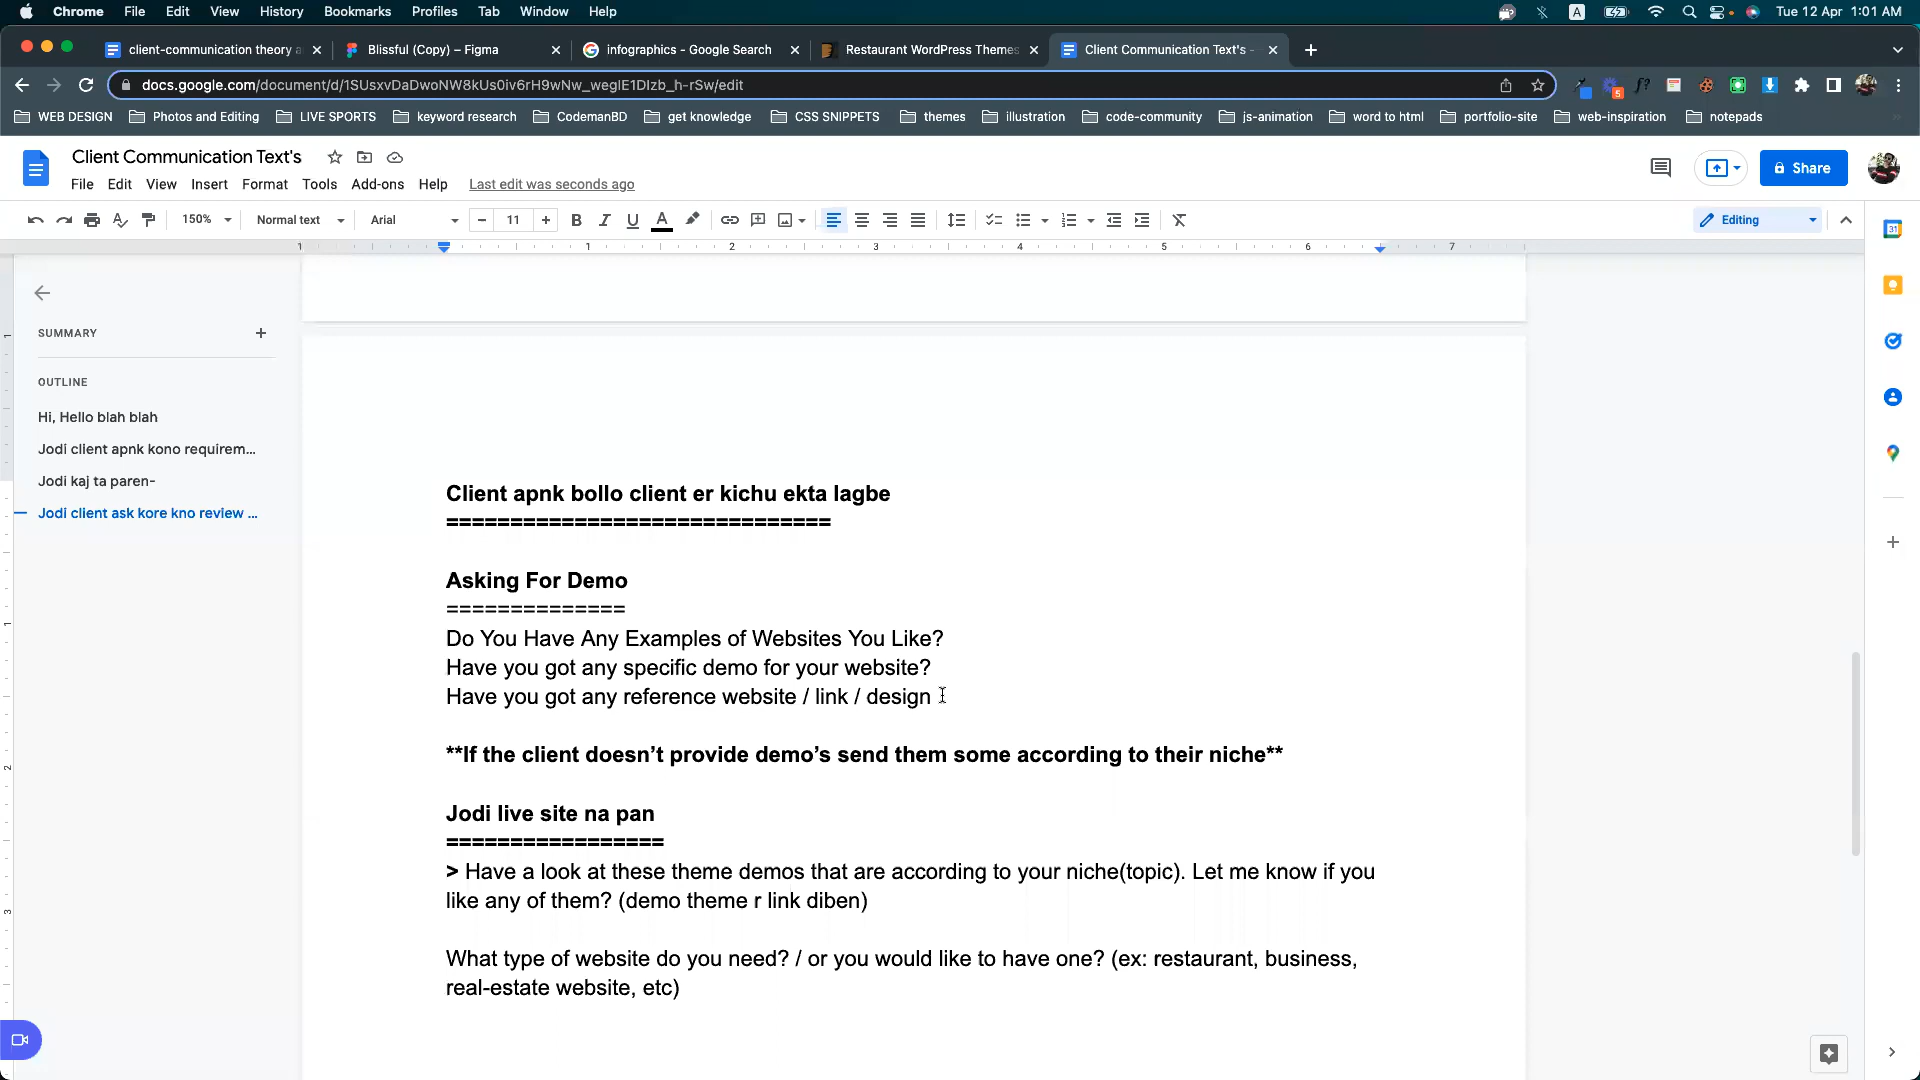 Chrome File Edit View History Bookmarks Profiles Tab Window Help A Tue 12 Apr 1:01 AM
client-communication theory a Blissful (Copy) – Figma infographics - Google Search Restaurant WordPress Themes Client Communication Text's -
docs.google.com/document/d/1SUsxvDaDwoNW8kUs0iv6rH9wNw_weglE1DIzb_h-rSw/edit
WEB DESIGN Photos and Editing LIVE SPORTS keyword research CodemanBD get knowledge CSS SNIPPETS themes illustration code-community js-animation word to html portfolio-site web-inspiration notepads
Client Communication Text's
File Edit View Insert Format Tools Add-ons Help Last edit was seconds ago
Share
150% Normal text Arial 11 B I U A Editing
1 1 2 3 4 5 6 7
SUMMARY
OUTLINE
Hi, Hello blah blah
Jodi client apnk kono requirem...
Jodi kaj ta paren-
Jodi client ask kore kno review ...
Client apnk bollo client er kichu ekta lagbe
==============================
Asking For Demo
==============
Do You Have Any Examples of Websites You Like?
Have you got any specific demo for your website?
Have you got any reference website / link / design
**If the client doesn’t provide demo’s send them some according to their niche**
Jodi live site na pan
=================
> Have a look at these theme demos that are according to your niche(topic). Let me know if you
like any of them? (demo theme r link diben)
What type of website do you need? / or you would like to have one? (ex: restaurant, business,
real-estate website, etc)